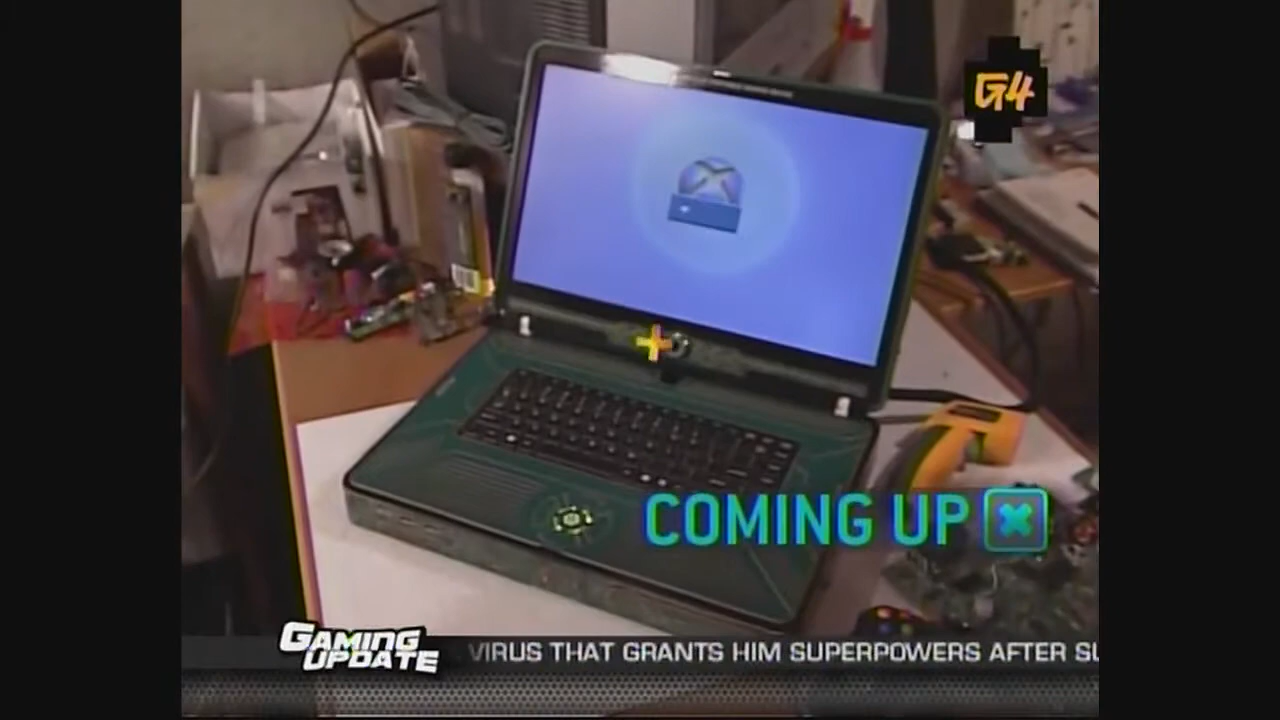 G4
COMING UP
GAMING
UPDATE
VIRUS THAT GRANTS HIM SUPERPOWERS AFTER